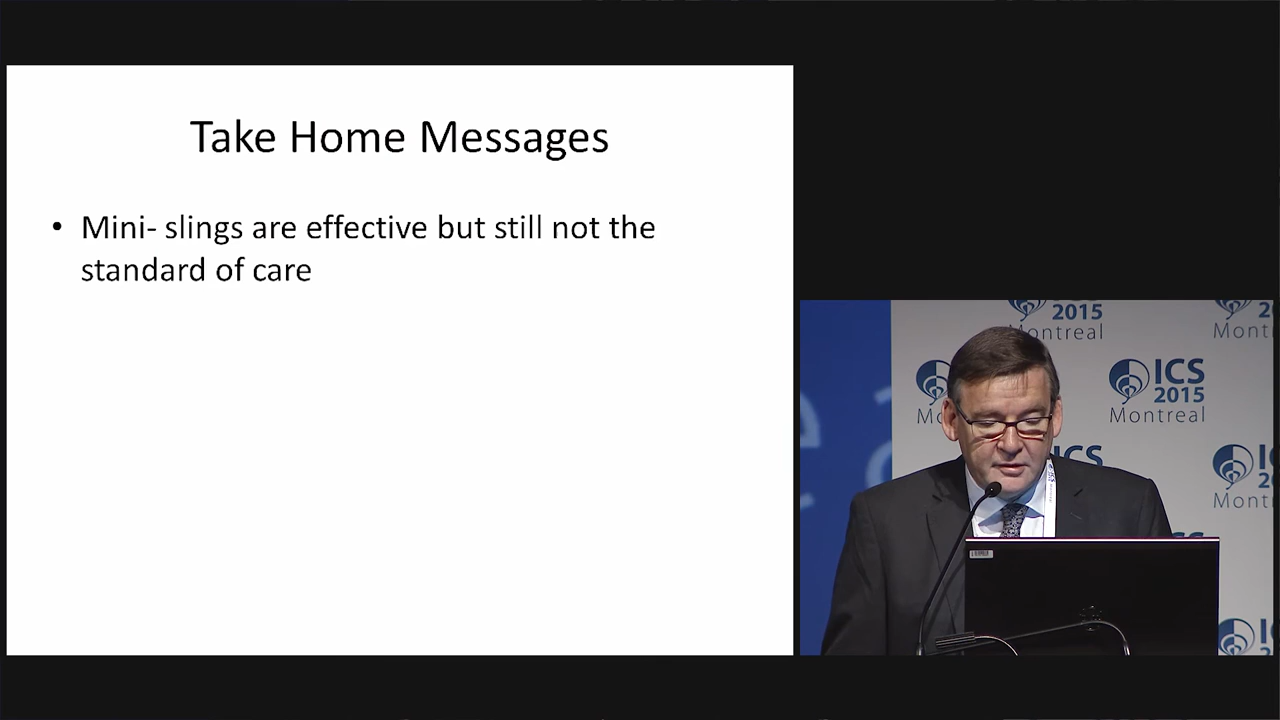 Take Home Messages
• Mini- slings are effective but still not the
standard of care
2015
Montreal
ICS
2015
Montreal
ICS